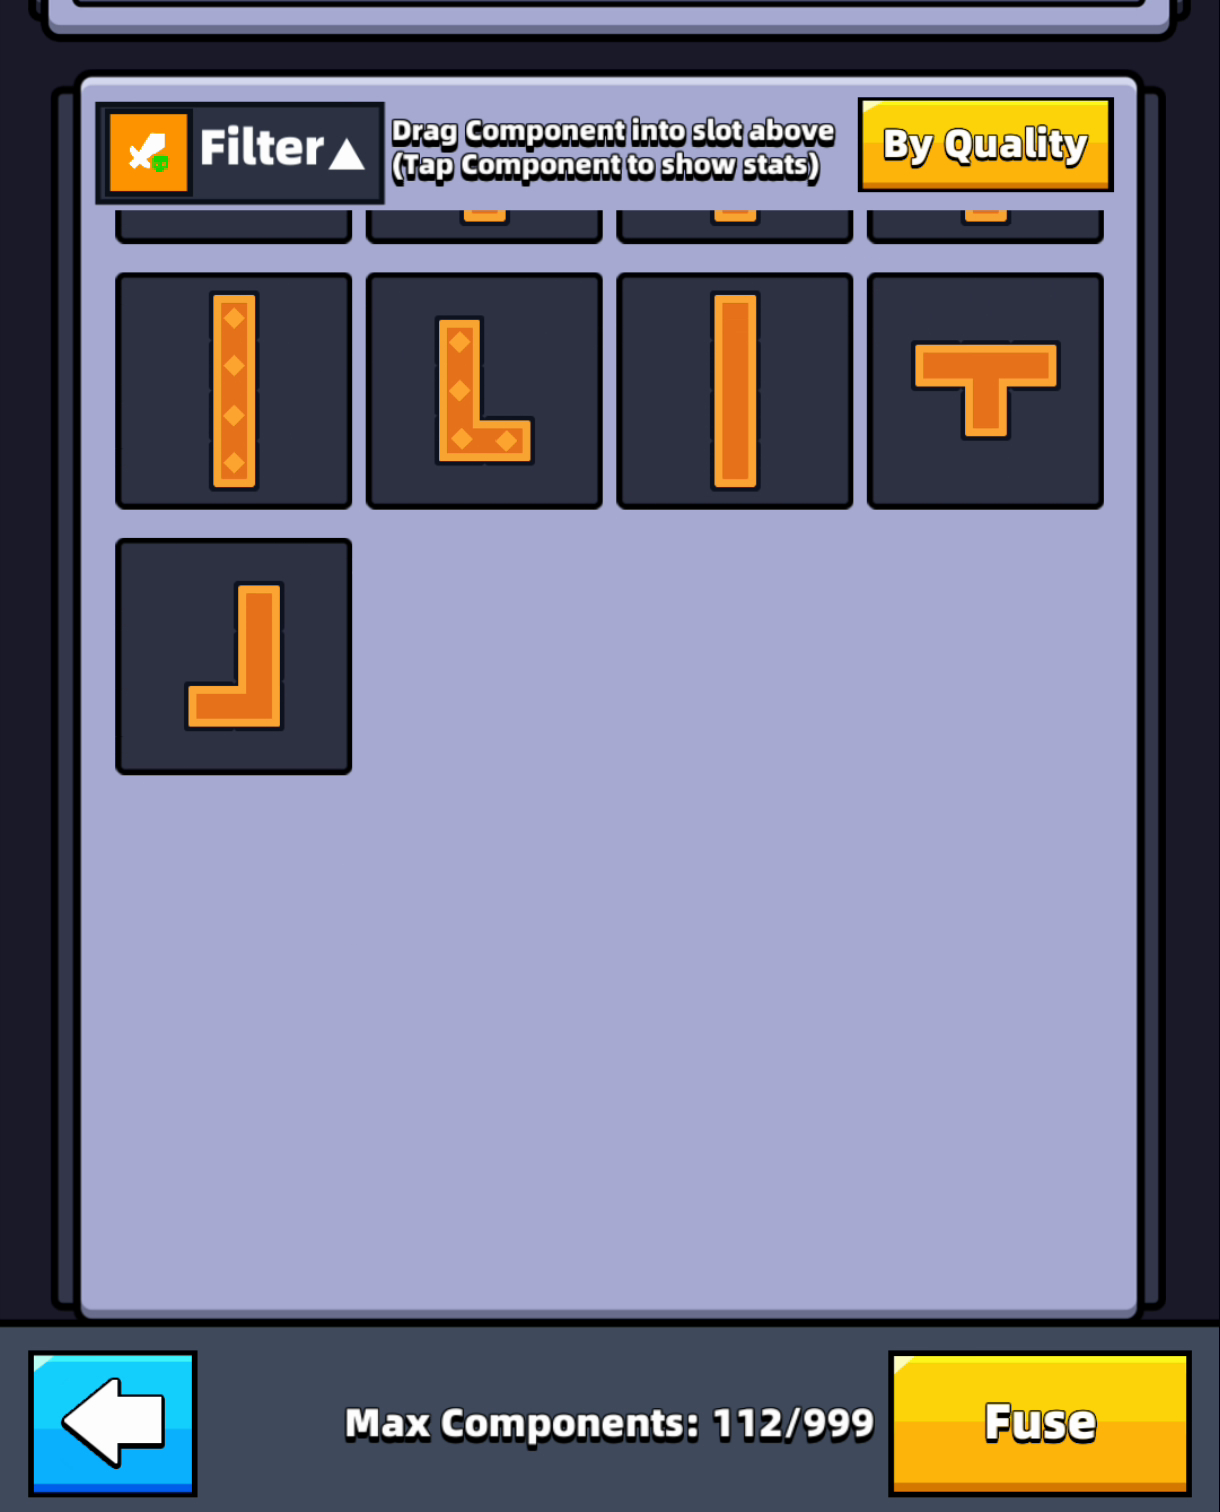 Filter▲
Drag Component into slot above
(Tap Component to show stats)
By Quality
Max Components: 112/999
Fuse